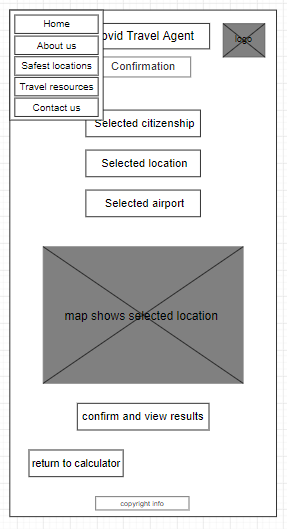 Home
About us
Safest locations
Travel resources
Contact us
ovid Travel Agent
logo
Confirmation
Selected citizenship
Selected location
Selected airport
map shows selected location
confirm and view results
return to calculator
copyright info